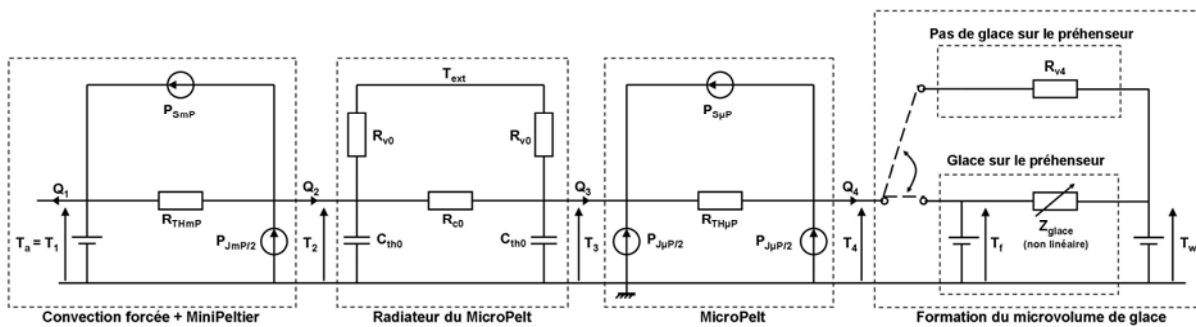 Pas de glace sur le préhenseur
R_v4
Glace sur le préhenseur
Z_glace
(non linéaire)
T_f
T_w
P_SmP
Q_1
R_THmP
P_JmP/2
T_a = T_1
Convection forcée + MiniPeltier
T_ext
R_v0
R_v0
Q_2
R_c0
C_th0
C_th0
T_2
Radiateur du MicroPelt
Q_3
T_3
P_SµP
R_THµP
P_JµP/2
P_JµP/2
MicroPelt
Q_4
T_4
Formation du microvolume de glace